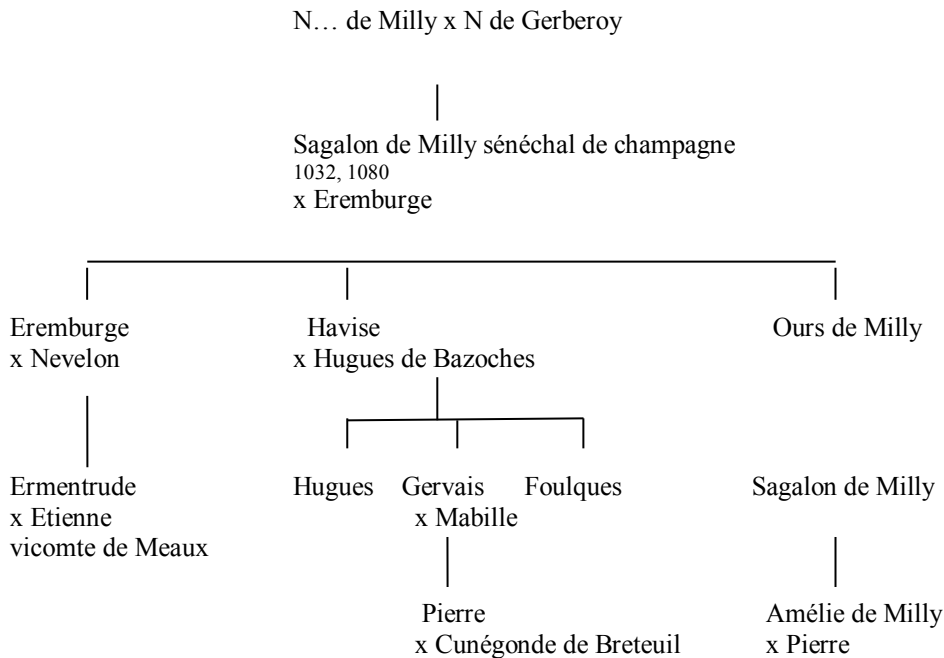 N… de Milly x N de Gerberoy
Sagalon de Milly sénéchal de champagne
1032, 1080
x Eremburge
Eremburge
x Nevelon
Havise
x Hugues de Bazoches
Ours de Milly
Ermentrude
x Etienne
vicomte de Meaux
Hugues
Gervais
x Mabille
Foulques
Sagalon de Milly
Pierre
x Cunégonde de Breteuil
Amélie de Milly
x Pierre